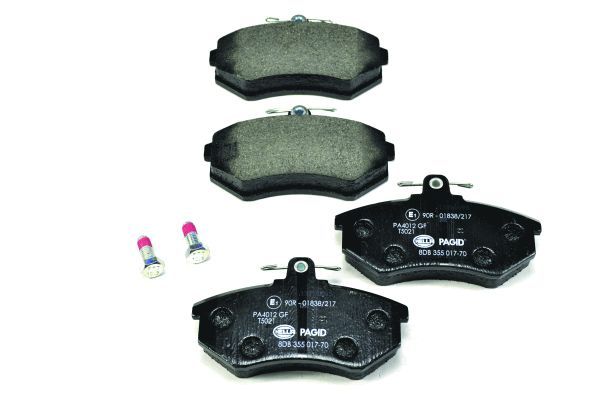 E1 90R - 01838/217
PA4012 GF
T5021
HELLA PAGID
8DB 355 017-70
E1 90R - 01838/217
PA4012 GF
T5021
HELLA PAGID
8DB 355 017-70